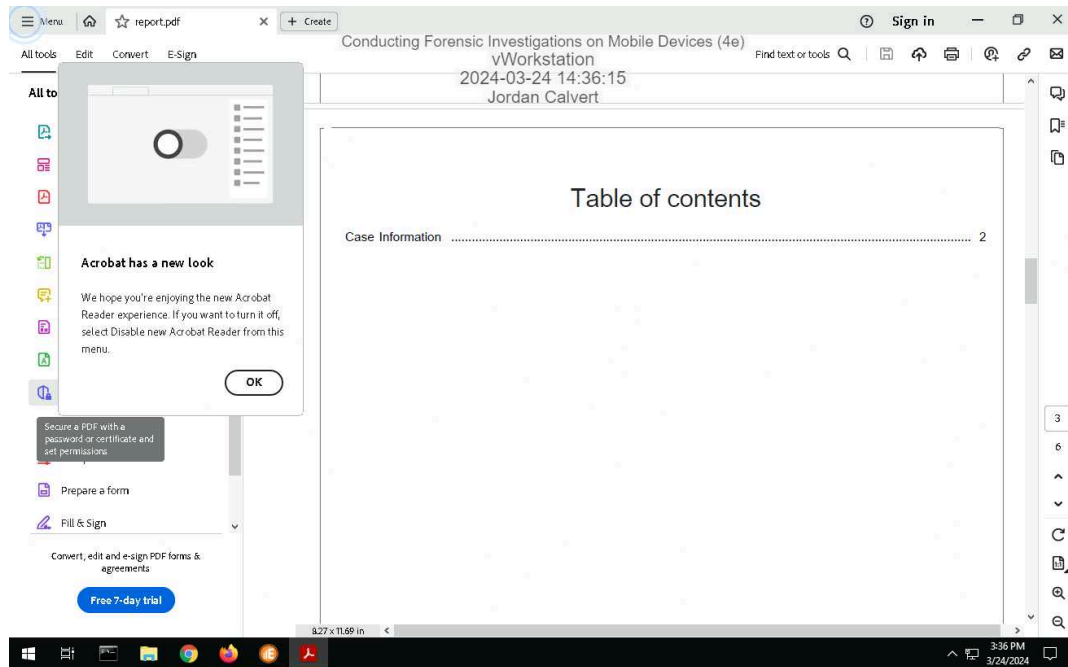 Menu
report.pdf
+ Create
Sign in
All tools Edit Convert E-Sign
Conducting Forensic Investigations on Mobile Devices (4e)
vWorkstation
2024-03-24 14:36:15
Jordan Calvert
Find text or tools
All to
Table of contents
Case Information ........................................................................ 2
Acrobat has a new look
We hope you're enjoying the new Acrobat
Reader experience. If you want to turn it off,
select Disable new Acrobat Reader from this
menu.
OK
Secure a PDF with a
password or certificate and
set permissions
Prepare a form
Fill & Sign
Convert, edit and e-sign PDF forms &
agreements
Free 7-day trial
3
6
8.27 x 11.69 in
3:36 PM
3/24/2024